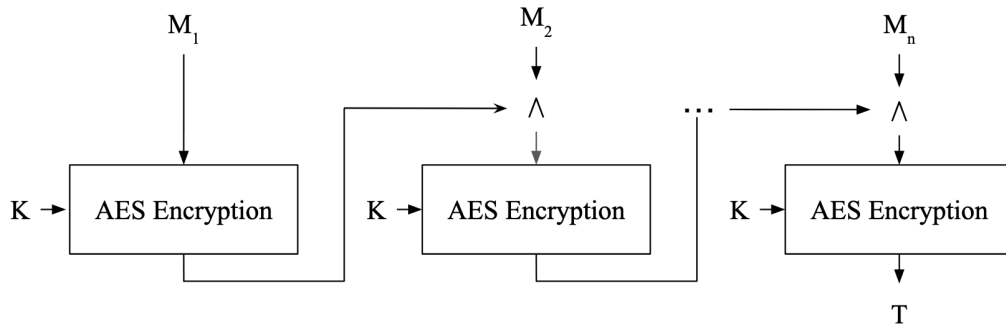 M₁ M₂ Mₙ
∧ ... ∧
K AES Encryption K AES Encryption K AES Encryption
T